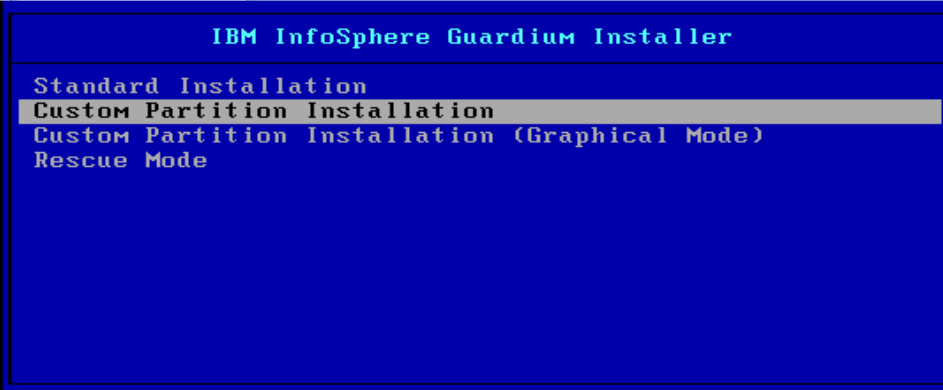 IBM InfoSphere Guardium Installer
Standard Installation
Custom Partition Installation
Custom Partition Installation (Graphical Mode)
Rescue Mode